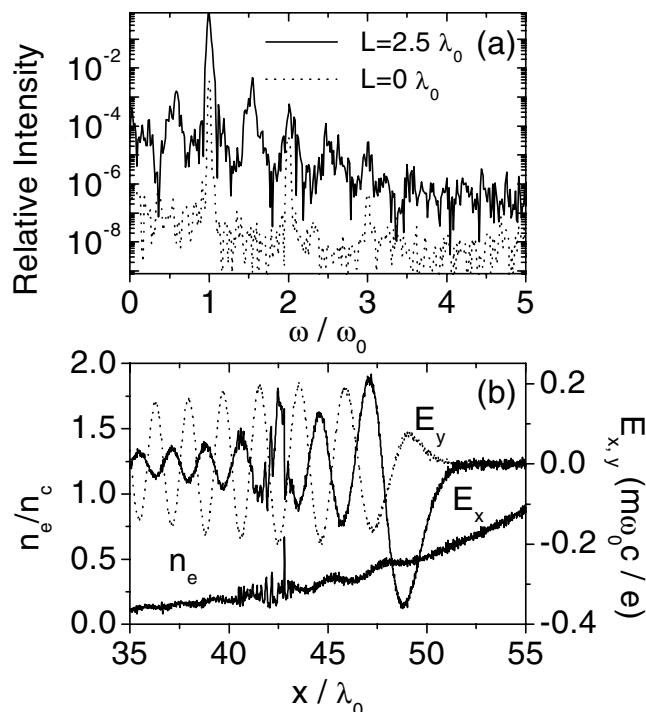 L=2.5 λ₀ (a)
L=0 λ₀
Relative Intensity
10⁻²
10⁻⁴
10⁻⁶
10⁻⁸
0 1 2 3 4 5
ω / ω₀
(b)
2.0
1.5
1.0
0.5
0.0
nₑ/n_c
0.2
0.0
-0.2
-0.4
E_x,y (mω₀c / e)
E_y
E_x
nₑ
35 40 45 50 55
x / λ₀